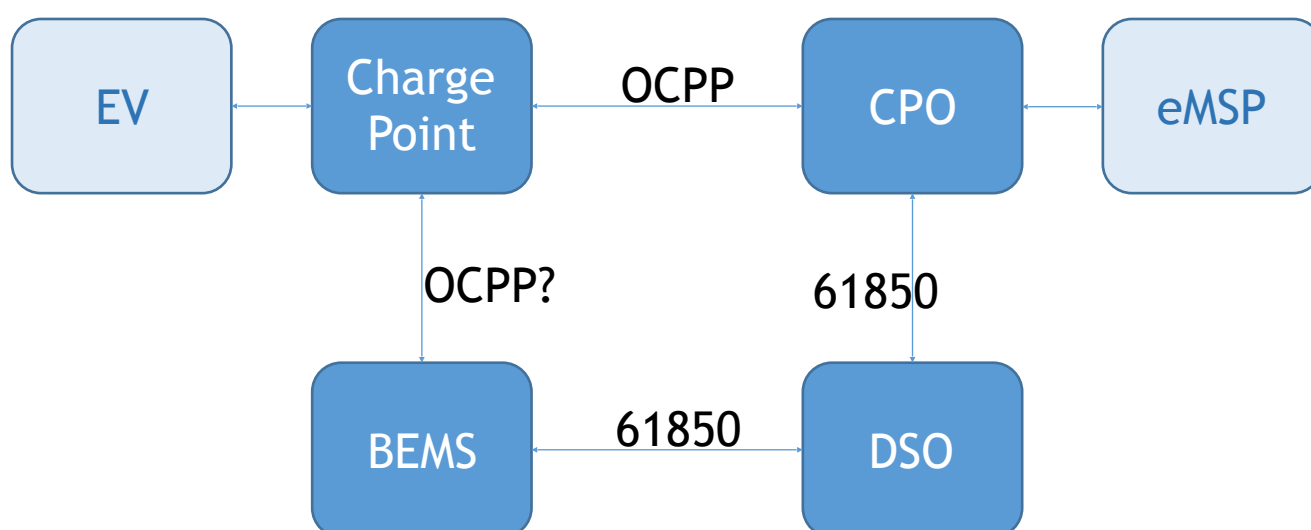 EV
Charge
Point
OCPP
CPO
eMSP
OCPP?
61850
BEMS
61850
DSO